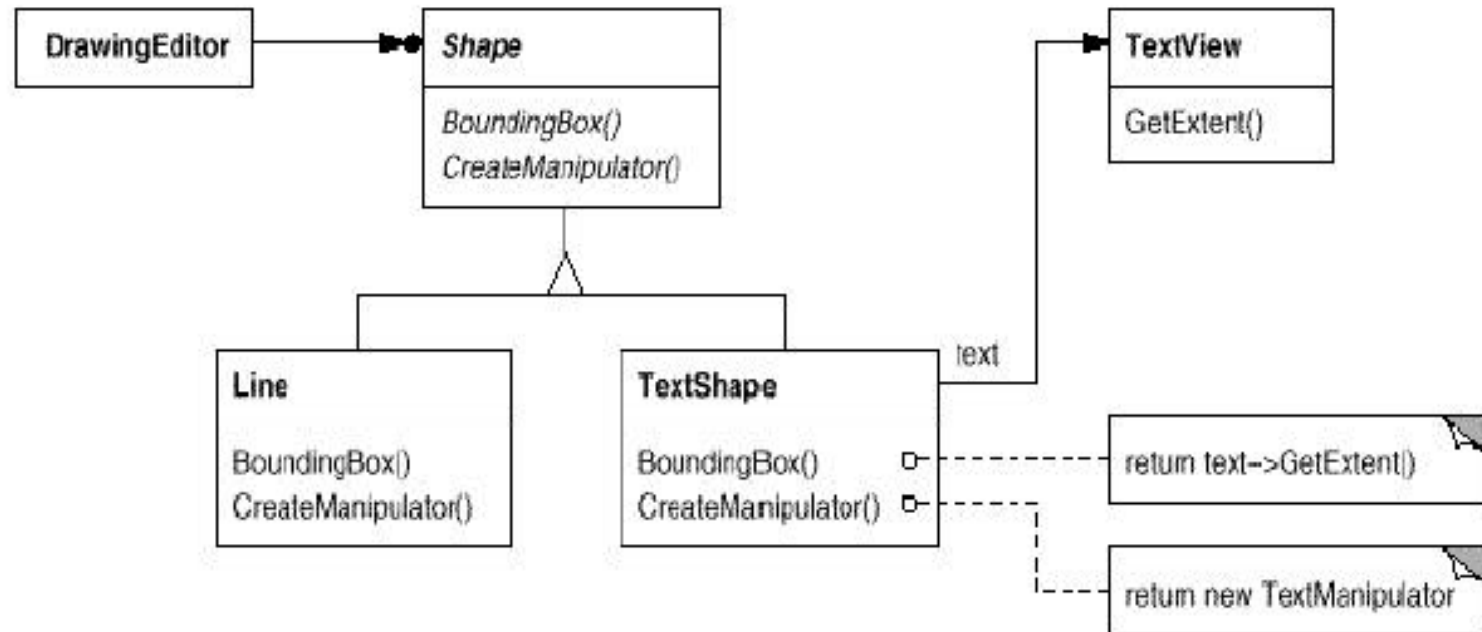 DrawingEditor
Shape
BoundingBox()
CreateManipulator()
TextView
GetExtent()
Line
BoundingBox()
CreateManipulator()
TextShape
BoundingBox()
CreateManipulator()
text
return text->GetExtent()
return new TextManipulator